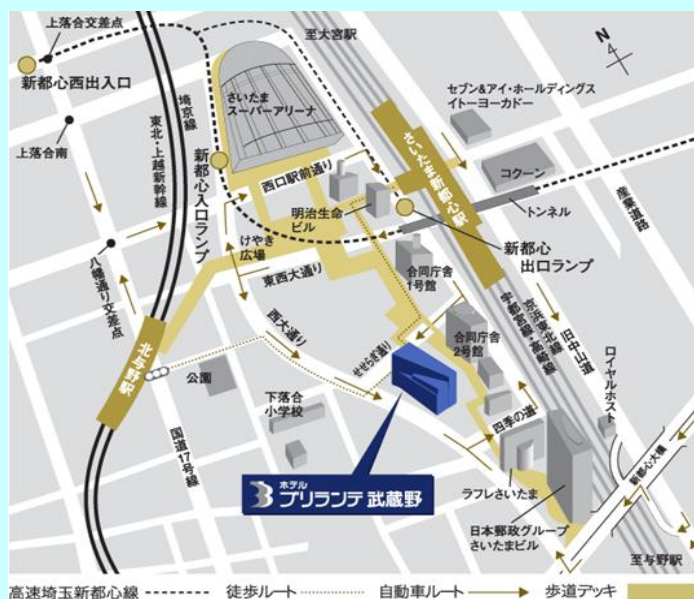 上落合交差点
新都心西出入口
上落合南
至大宮駅
N
さいたま
スーパーアリーナ
埼京線
東北・上越新幹線
新都心入口ランプ
西口駅前通り
明治生命
ビル
けやき
広場
東西大通り
さいたま新都心駅
セブン&アイ・ホールディングス
イトーヨーカドー
コクーン
トンネル
産業道路
新都心
出口ランプ
合同庁舎
1号館
合同庁舎
2号館
八幡通り交差点
西大通り
せせらぎ通り
北与野駅
公園
下落合
小学校
国道17号線
宇都宮線・高崎線
京浜東北線
旧中山道
ロイヤルホスト
四季の道
新都心大橋
ラフレさいたま
日本郵政グループ
さいたまビル
至与野駅
ホテル
ブリランテ武蔵野
高速埼玉新都心線
徒歩ルート
自動車ルート
歩道デッキ